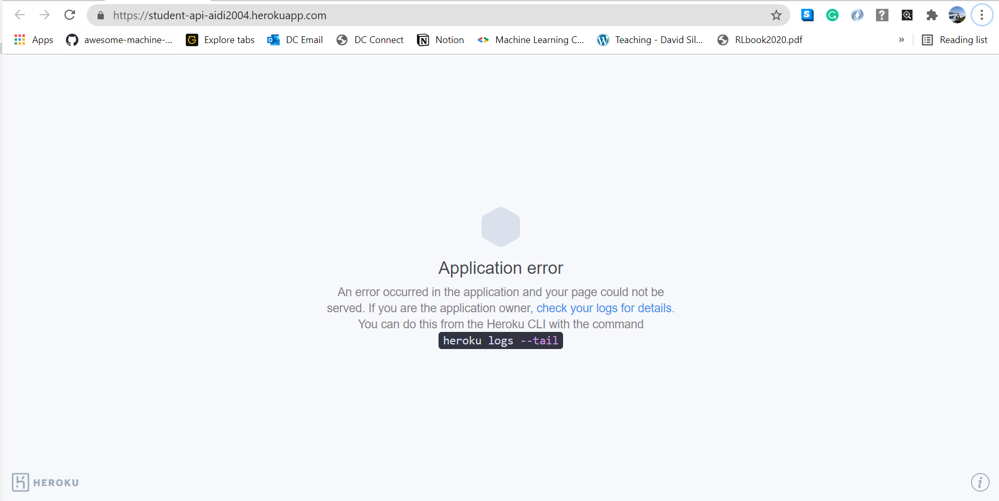 https://student-api-aidi2004.herokuapp.com
S
G
?
Apps
awesome-machine-...
G
Explore tabs
DC Email
DC Connect
N
Notion
Machine Learning C...
Teaching - David Sil...
RLbook2020.pdf
»
Reading list
Application error
An error occurred in the application and your page could not be
served. If you are the application owner, check your logs for details.
You can do this from the Heroku CLI with the command
heroku logs --tail
HEROKU
i